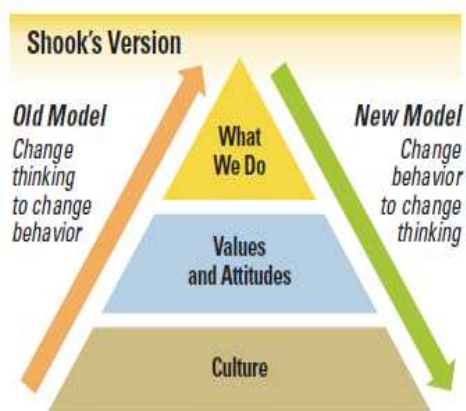 Shook's Version
Old Model
Change
thinking
to change
behavior
New Model
Change
behavior
to change
thinking
What
We Do
Values
and Attitudes
Culture